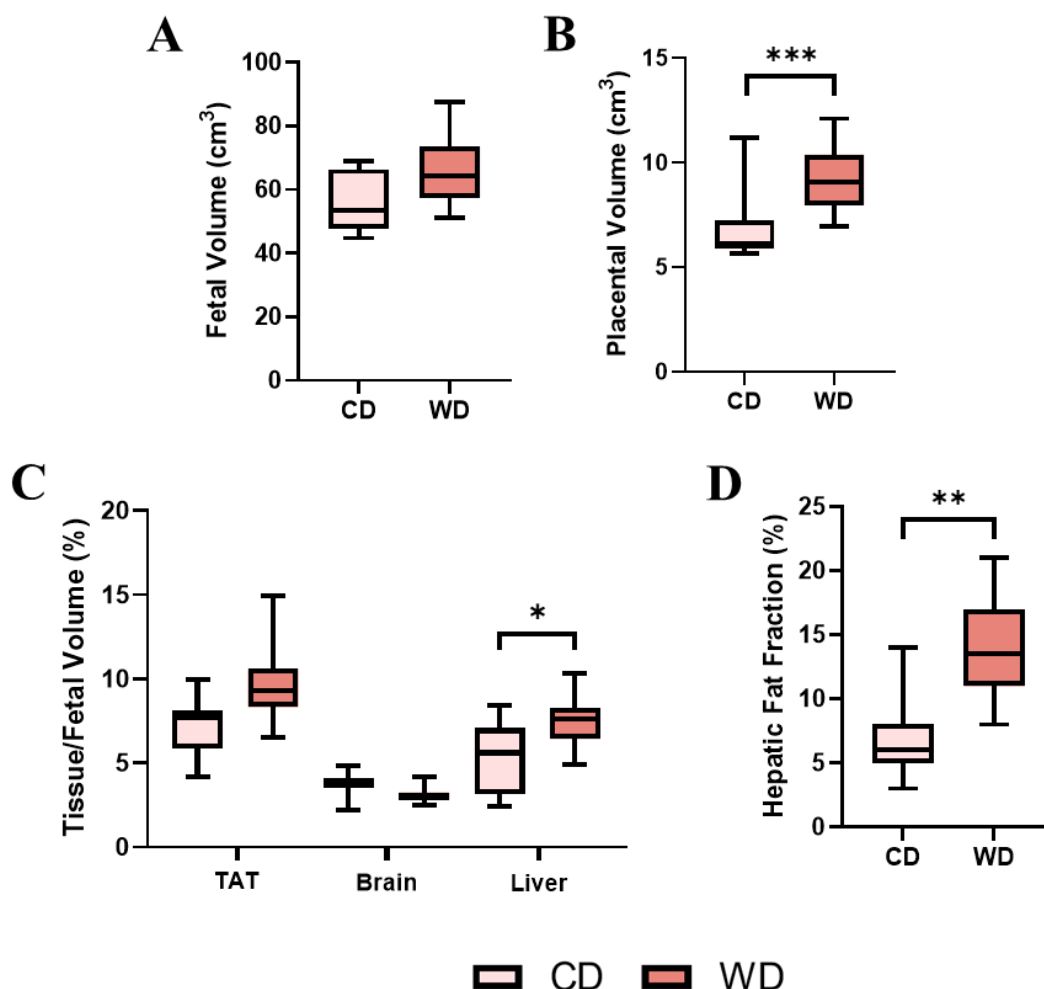 A
Fetal Volume (cm³)
100
80
60
40
20
0
CD WD
B
Placental Volume (cm³)
15
10
5
0
***
CD WD
C
Tissue/Fetal Volume (%)
20
15
10
5
0
*
TAT Brain Liver
D
Hepatic Fat Fraction (%)
25
20
15
10
5
0
**
CD WD
CD WD